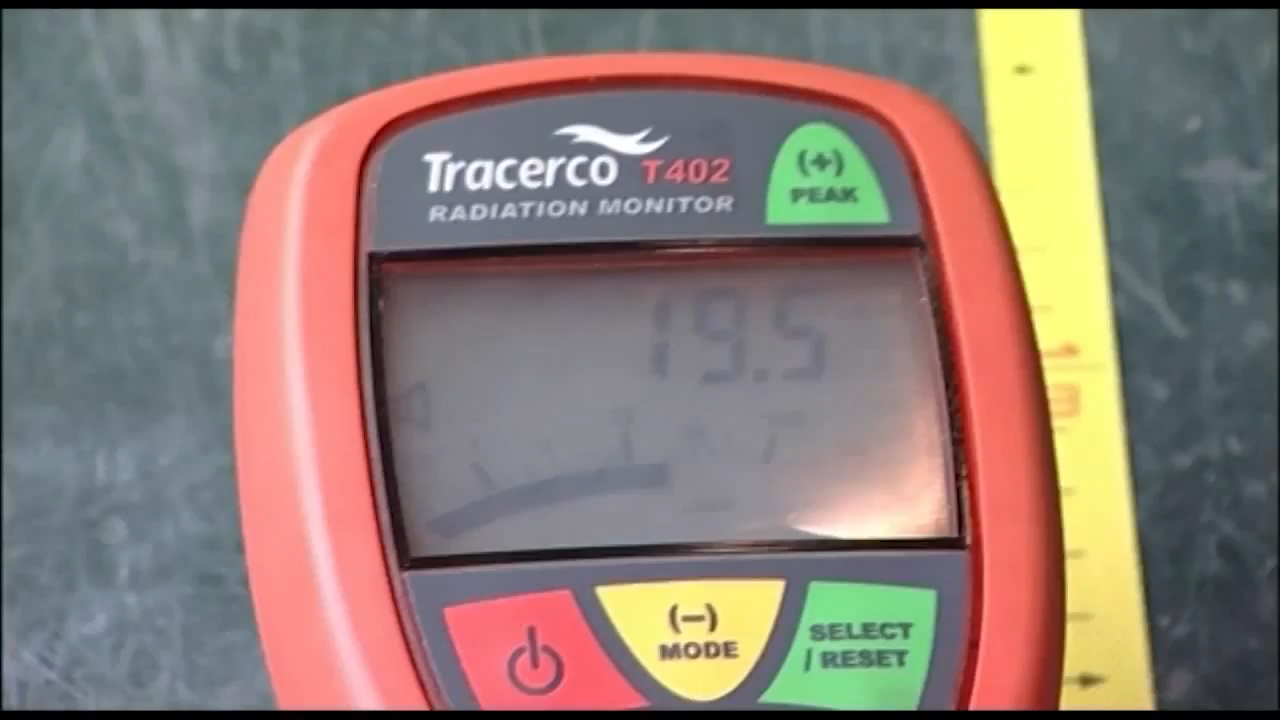 Tracerco T402
RADIATION MONITOR
(+)
PEAK
19.5
(−)
MODE
SELECT
/ RESET